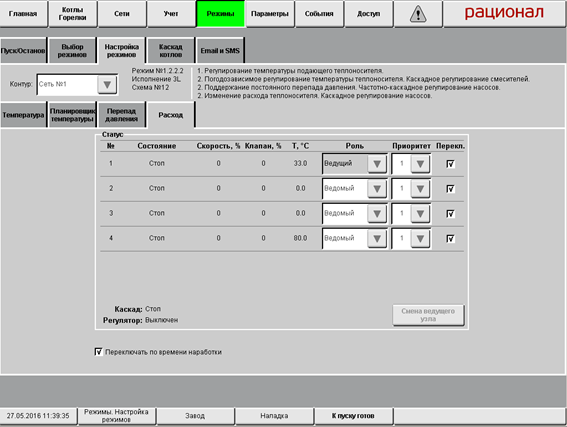 Главная Котлы Горелки Сети Учет Режимы Параметры События Доступ рационал
Пуск/Останов Выбор режимов Настройка режимов Каскад котлов Email и SMS
Контур: Сеть №1
Режим №1.2.2.2
Исполнение 3L
Схема №12
1. Регулирование температуры подающего теплоносителя.
2. Погодозависимое регулирование температуры теплоносителя. Каскадное регулирование смесителей.
2. Поддержание постоянного перепада давления. Частотно-каскадное регулирование насосов.
2. Изменение расхода теплоносителя. Каскадное регулирование насосов.
Температура Планировщик температуры Перепад давления Расход
Статус
№ Состояние Скорость, % Клапан, % T, °C Роль Приоритет Перекл.
1 Стоп 0 0 33.0 Ведущий 1
2 Стоп 0 0 0.0 Ведомый 1
3 Стоп 0 0 0.0 Ведомый 1
4 Стоп 0 0 80.0 Ведомый 1
Каскад: Стоп
Регулятор: Выключен
Смена ведущего узла
Переключать по времени наработки
27.05.2016 11:39:35 Режимы. Настройка режимов Завод Наладка К пуску готов